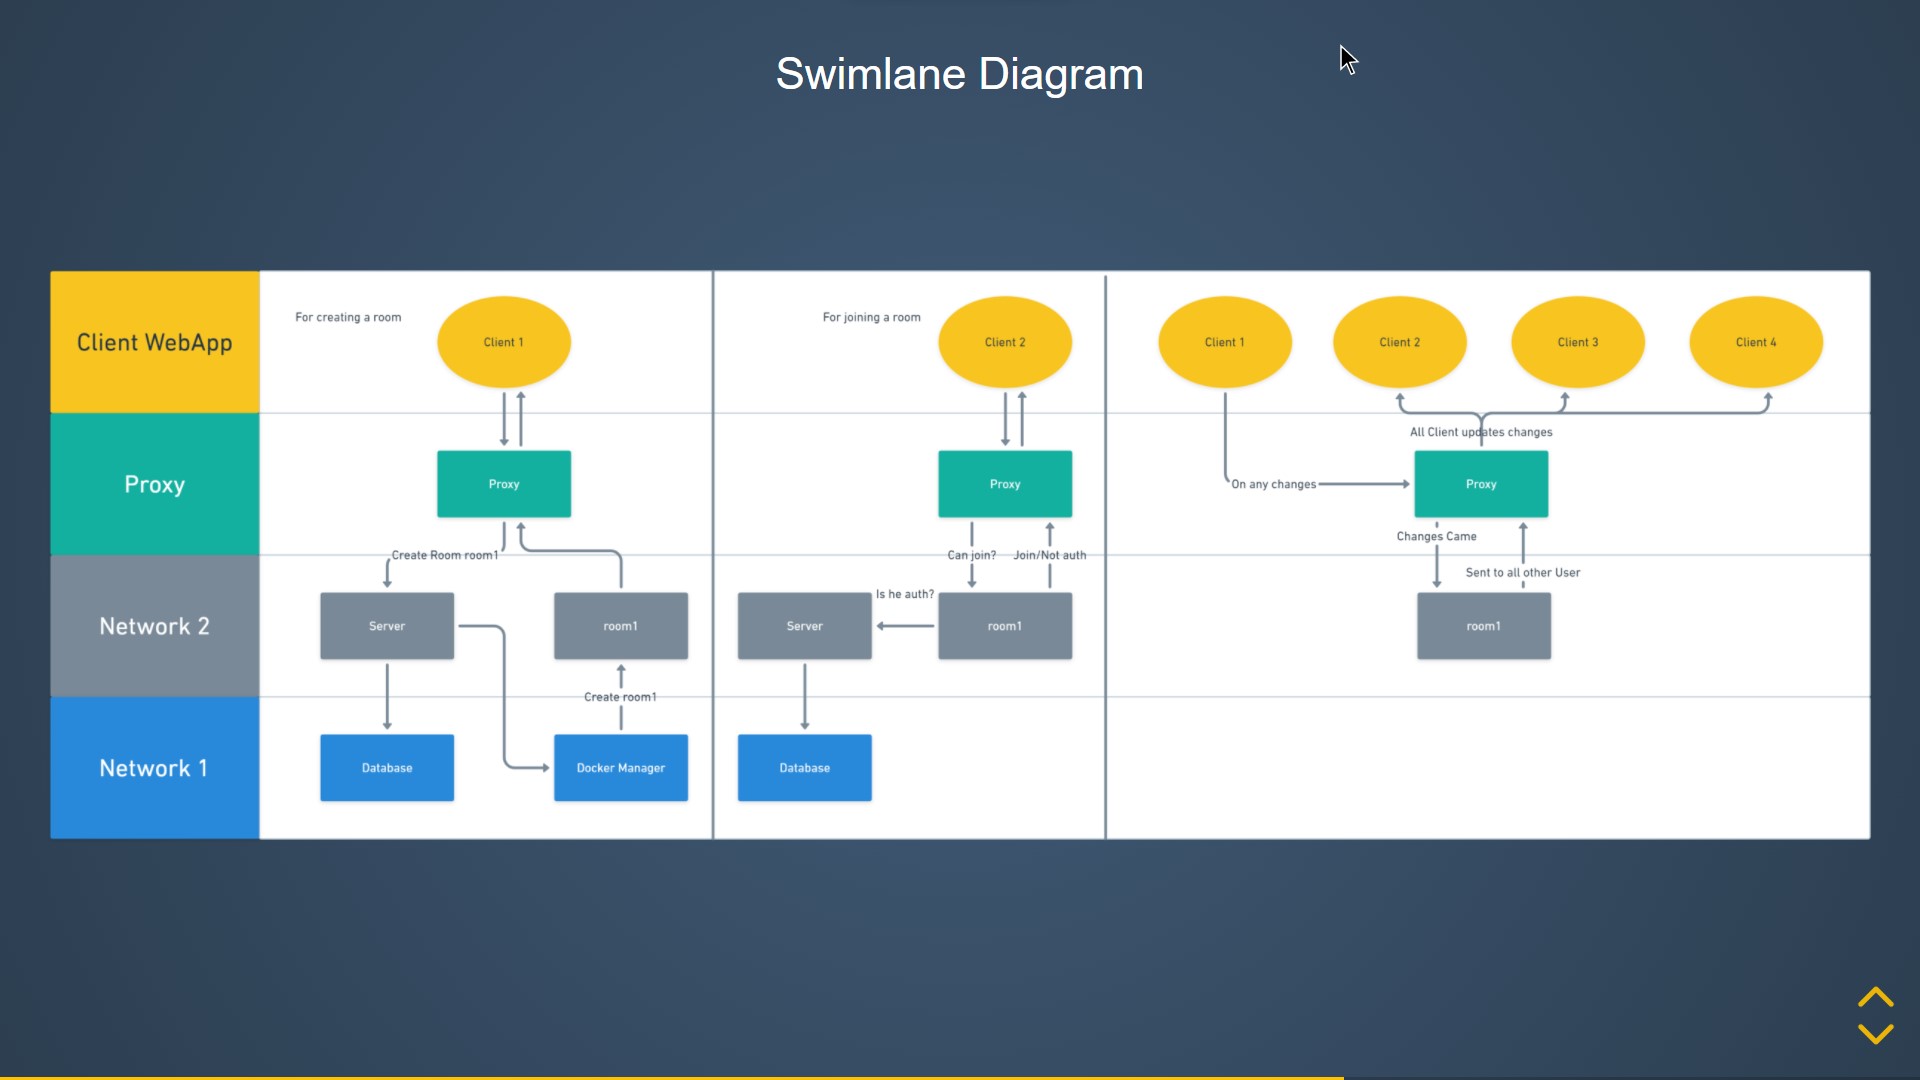 Swimlane Diagram
Client WebApp
For creating a room
Client 1
For joining a room
Client 2
Client 1
Client 2
Client 3
Client 4
All Client updates changes
Proxy
Proxy
Proxy
On any changes
Proxy
Changes Came
Create Room room1
Can join?
Join/Not auth
Sent to all other User
Is he auth?
Network 2
Server
room1
Server
room1
room1
Create room1
Network 1
Database
Docker Manager
Database